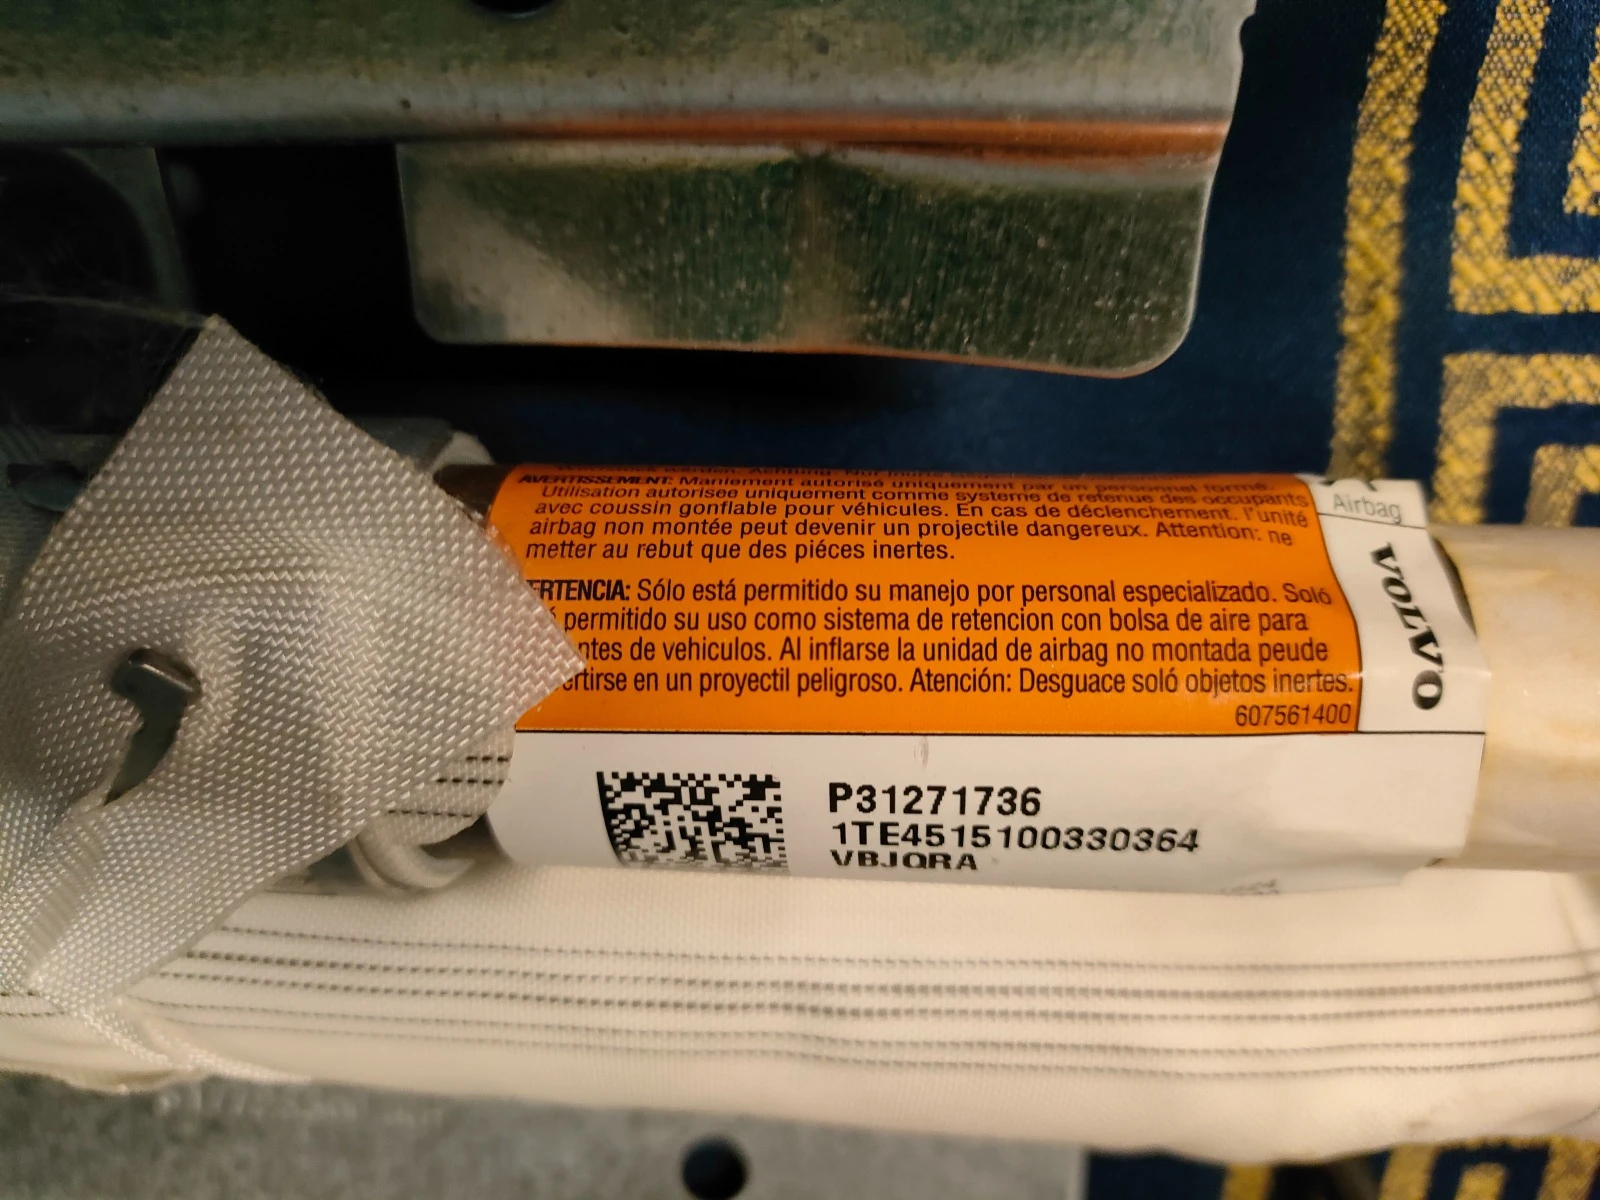 AVERTISSEMENT: Maniement autorisé uniquement par un personnel formé.
Utilisation autorisee uniquement comme systeme de retenue des occupants
avec coussin gonflable pour véhicules. En cas de déclenchement. l'unité
airbag non montée peut devenir un projectile dangereux. Attention: ne
metter au rebut que des piéces inertes.
ERTENCIA: Sólo está permitido su manejo por personal especializado. Soló
permitido su uso como sistema de retención con bolsa de aire para
ntes de vehiculos. Al inflarse la unidad de airbag no montada peude
ertirse en un proyectil peligroso. Atención: Desguace soló objetos inertes.
607561400
Airbag
VOLVO
P31271736
1TE4515100330364
VBJQRA